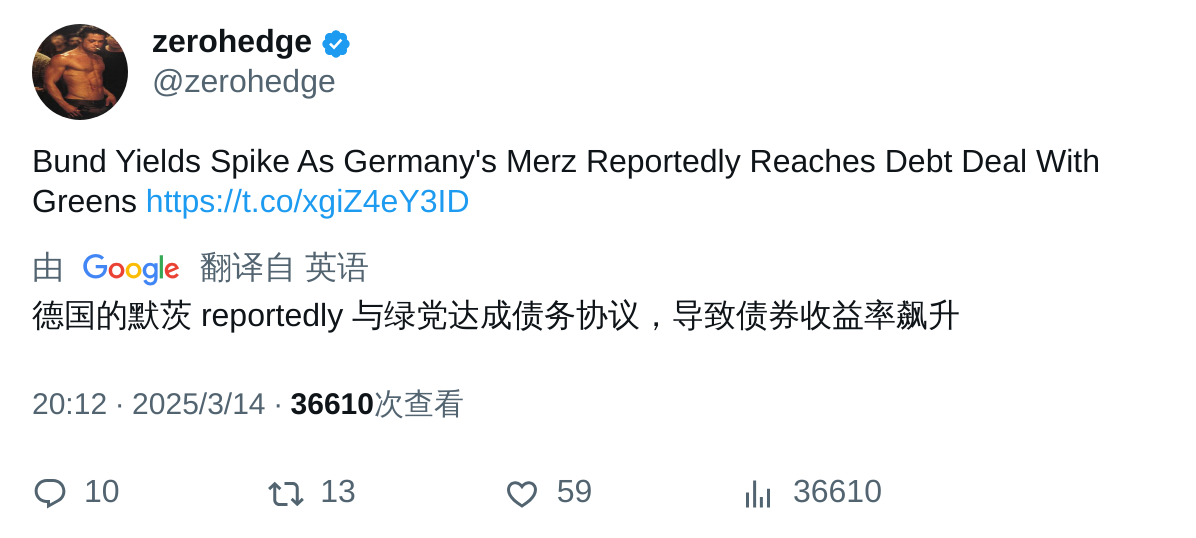 zerohedge
@zerohedge
Bund Yields Spike As Germany's Merz Reportedly Reaches Debt Deal With
Greens https://t.co/xgiZ4eY3ID
由 Google 翻译自 英语
德国的默茨 reportedly 与绿党达成债务协议，导致债券收益率飙升
20:12 · 2025/3/14 · 36610次查看
10 13 59 36610